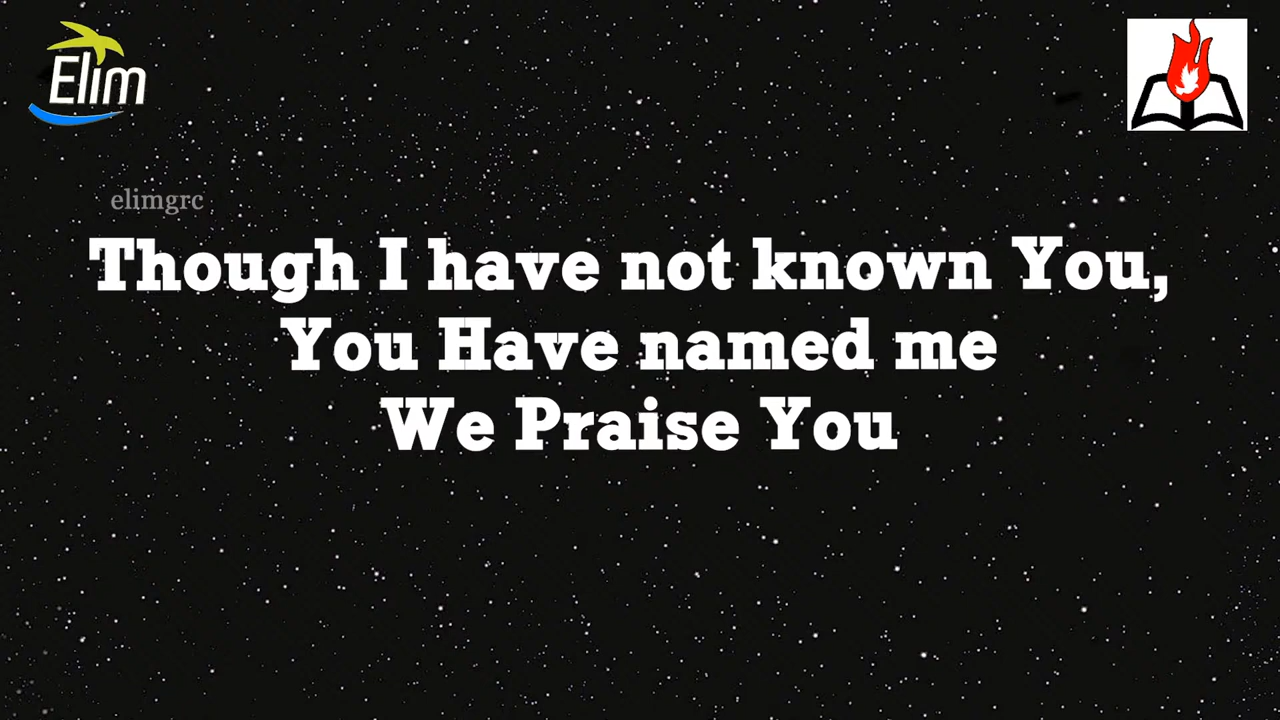 Elim
elimgrc
Though I have not known You,
You Have named me
We Praise You